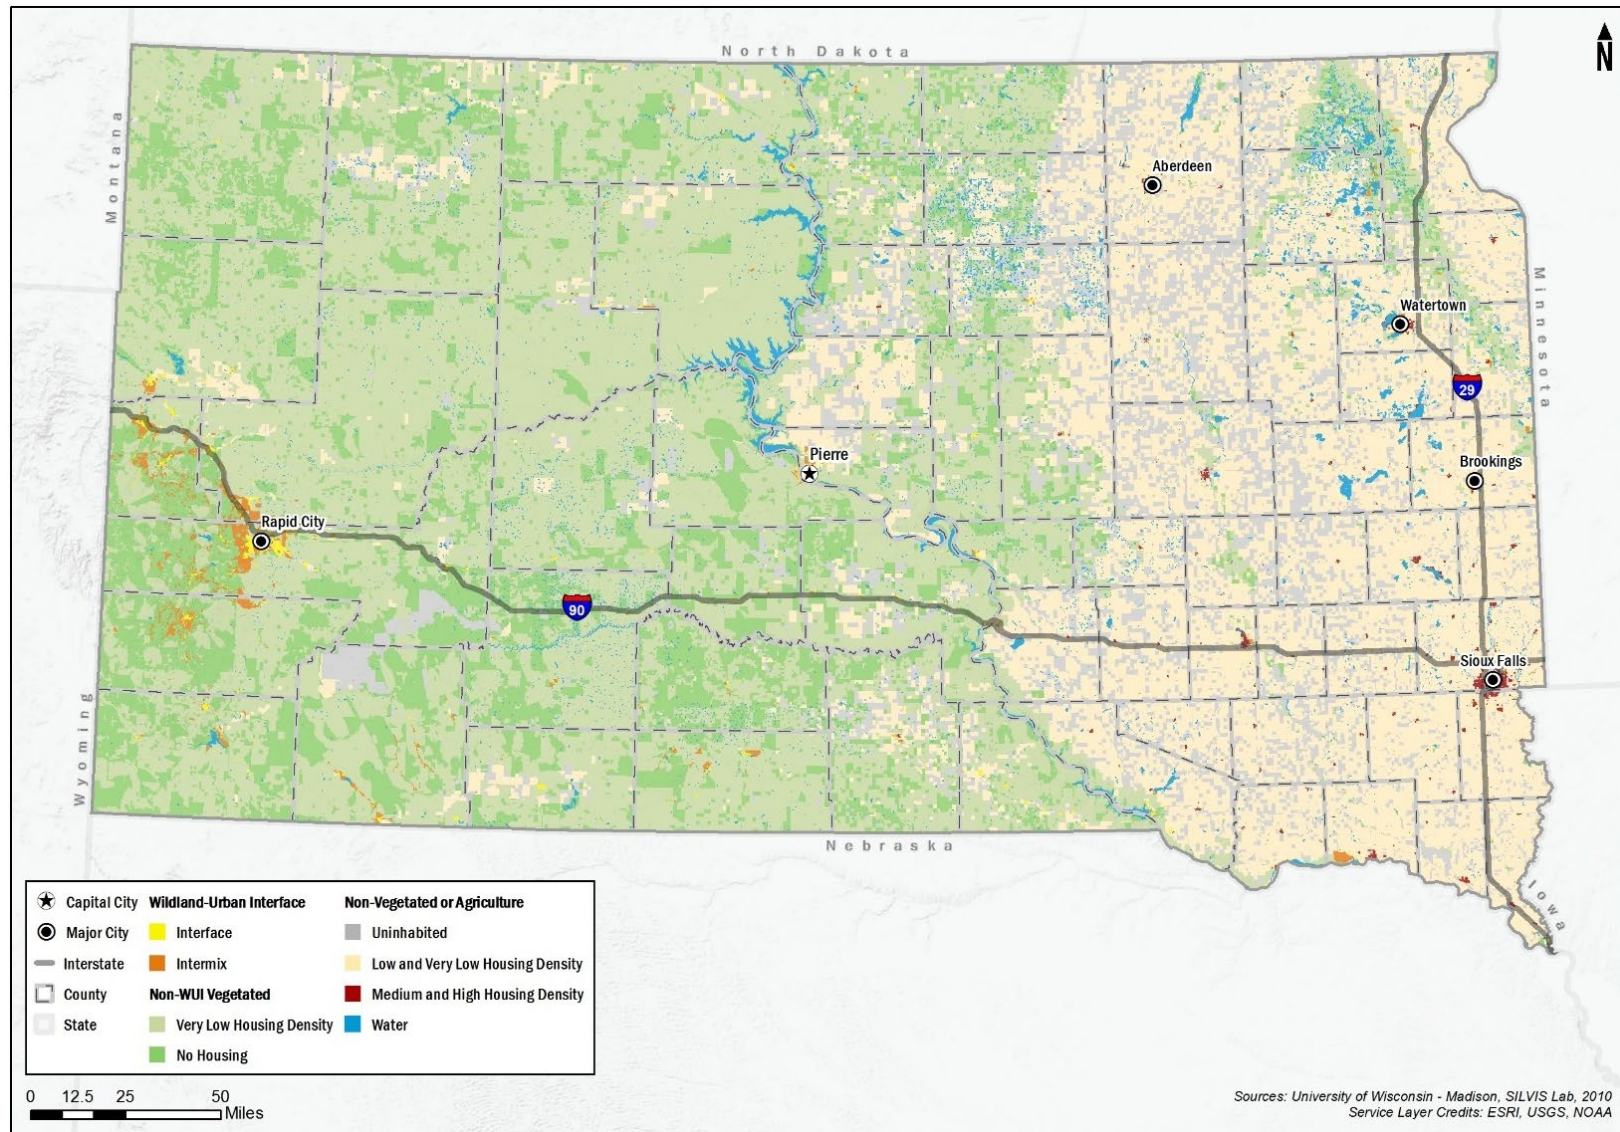 North Dakota
N
Montana
Aberdeen
Minnesota
Watertown
29
Pierre
Brookings
Rapid City
90
Sioux Falls
Wyoming
Nebraska
Iowa
Capital City
Major City
Interstate
County
State
Wildland-Urban Interface
Interface
Intermix
Non-WUI Vegetated
Very Low Housing Density
No Housing
Non-Vegetated or Agriculture
Uninhabited
Low and Very Low Housing Density
Medium and High Housing Density
Water
0 12.5 25 50
Miles
Sources: University of Wisconsin - Madison, SILVIS Lab, 2010
Service Layer Credits: ESRI, USGS, NOAA